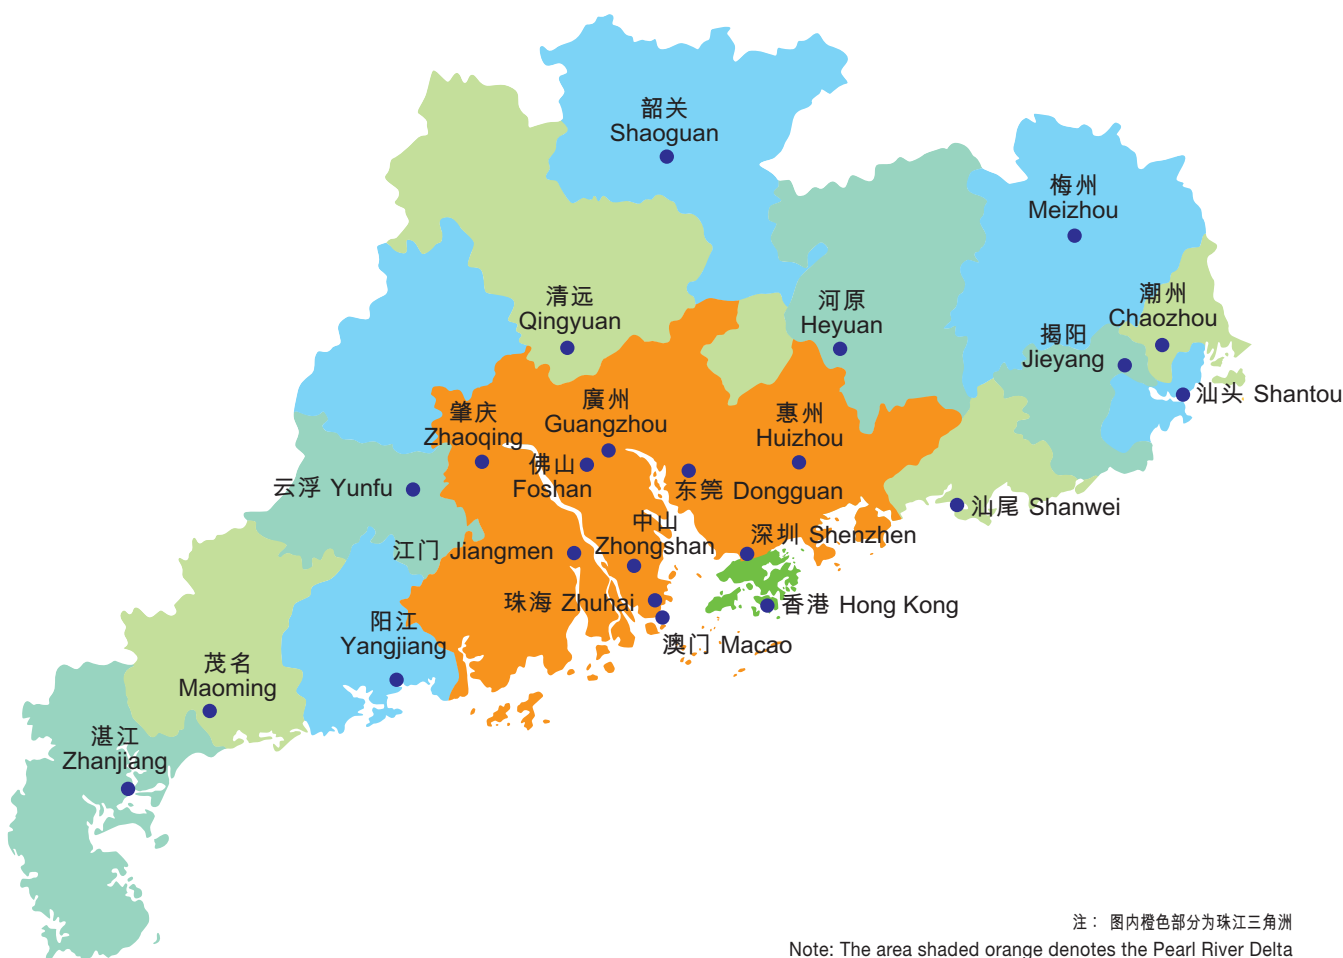 韶关
Shaoguan
梅州
Meizhou
清远
Qingyuan
河原
Heyuan
潮州
Chaozhou
揭阳
Jieyang
汕头 Shantou
肇庆
Zhaoqing
廣州
Guangzhou
惠州
Huizhou
佛山
Foshan
东莞 Dongguan
云浮 Yunfu
汕尾 Shanwei
中山
Zhongshan
深圳 Shenzhen
江门 Jiangmen
珠海 Zhuhai
香港 Hong Kong
澳门 Macao
阳江
Yangjiang
茂名
Maoming
湛江
Zhanjiang
注： 图内橙色部分为珠江三角洲
Note: The area shaded orange denotes the Pearl River Delta